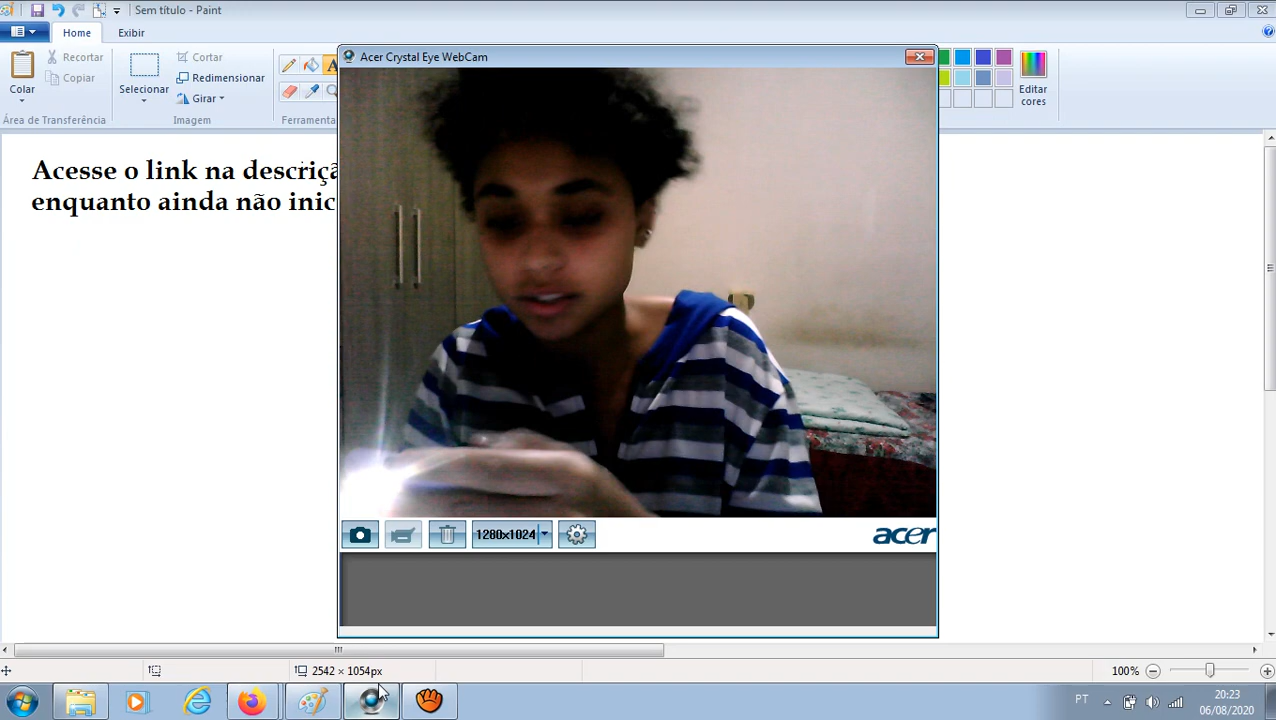 Sem título - Paint
Home
Exibir
Colar
Recortar
Copiar
Área de Transferência
Selecionar
Cortar
Redimensionar
Girar
Imagem
Ferramenta
Editar
cores
Acer Crystal Eye WebCam
Acesse o link na descriçã
enquanto ainda não inic
1280x1024
acer
2542 × 1054px
100%
PT
20:23
06/08/2020